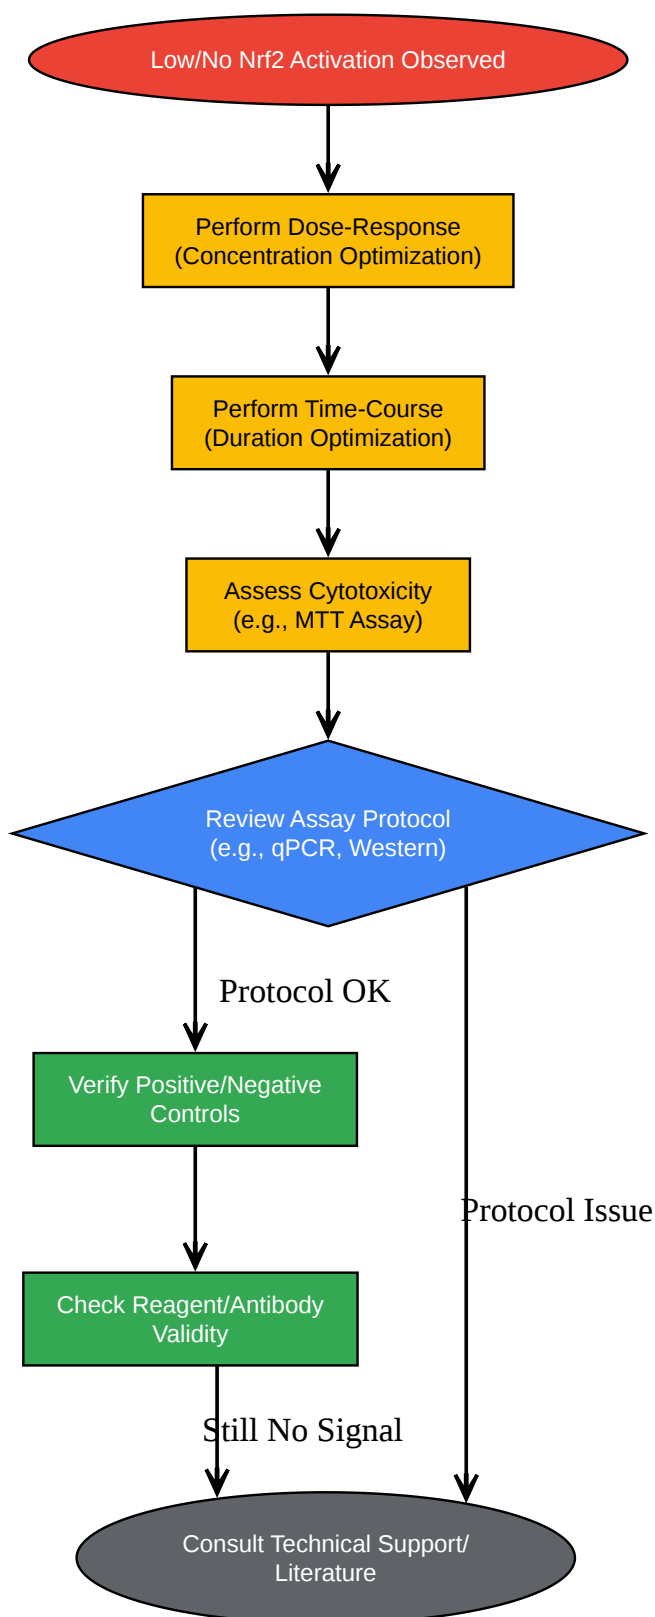 Low/No Nrf2 Activation Observed
Perform Dose-Response
(Concentration Optimization)
Perform Time-Course
(Duration Optimization)
Assess Cytotoxicity
(e.g., MTT Assay)
Review Assay Protocol
(e.g., qPCR, Western)
Protocol OK
Verify Positive/Negative
Controls
Protocol Issue
Check Reagent/Antibody
Validity
Still No Signal
Consult Technical Support/
Literature